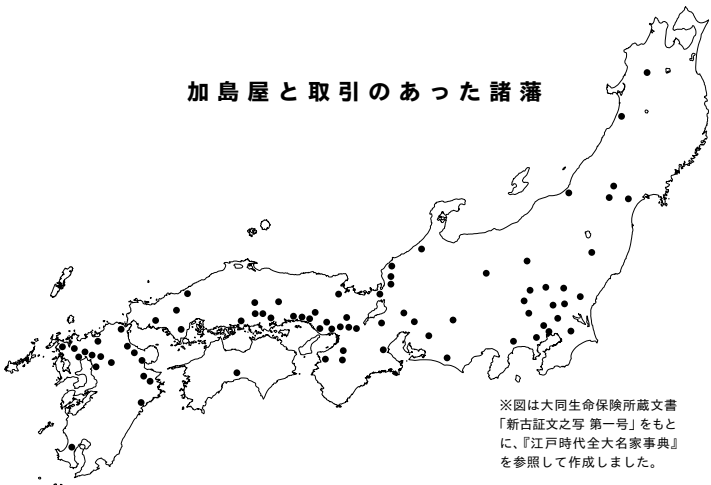 加島屋と取引のあった諸藩
※図は大同生命保険所蔵文書
「新古証文之写 第一号」をもと
に、『江戸時代全大名家事典』
を参照して作成しました。